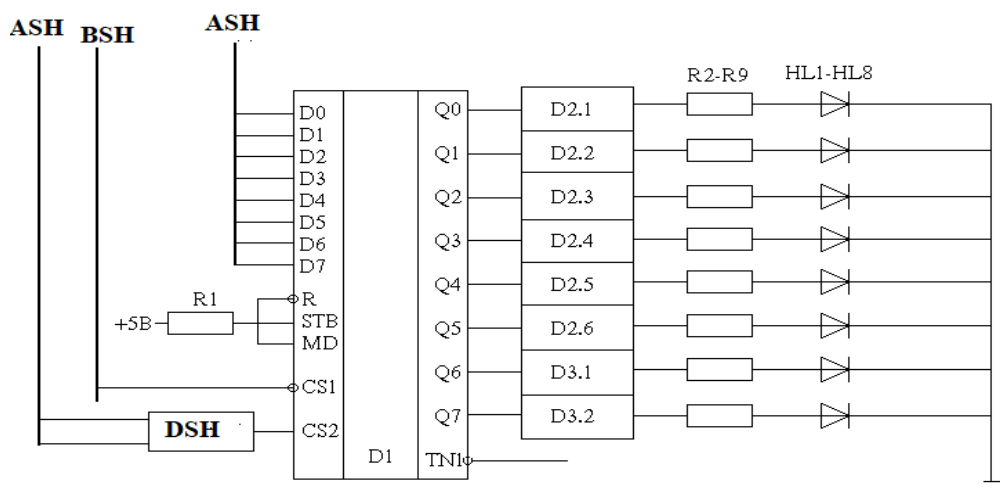 ASH
BSH
ASH
R2-R9
HL1-HL8
D0
D1
D2
D3
D4
D5
D6
D7
R
STB
MD
CS1
CS2
R1
+5B
DSH
D1
Q0
Q1
Q2
Q3
Q4
Q5
Q6
Q7
TN1
D2.1
D2.2
D2.3
D2.4
D2.5
D2.6
D3.1
D3.2